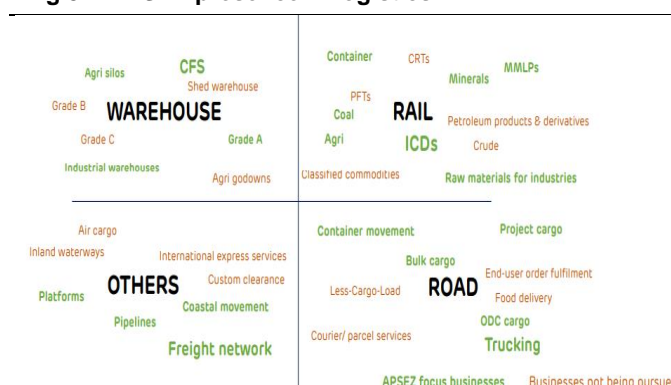 Agri silos
CFS
Shed warehouse
Grade B
WAREHOUSE
Grade C
Grade A
Industrial warehouses
Agri godowns
Container
CRTs
MMLPs
Minerals
PFTs
Coal
RAIL
Petroleum products & derivatives
Agri
ICDs
Crude
Classified commodities
Raw materials for industries
Air cargo
Inland waterways
International express services
OTHERS
Custom clearance
Platforms
Coastal movement
Pipelines
Freight network
Container movement
Project cargo
Bulk cargo
End-user order fulfilment
Less-Cargo-Load
ROAD
Food delivery
ODC cargo
Courier/ parcel services
Trucking
APSEZ focus businesses
Businesses not being pursue